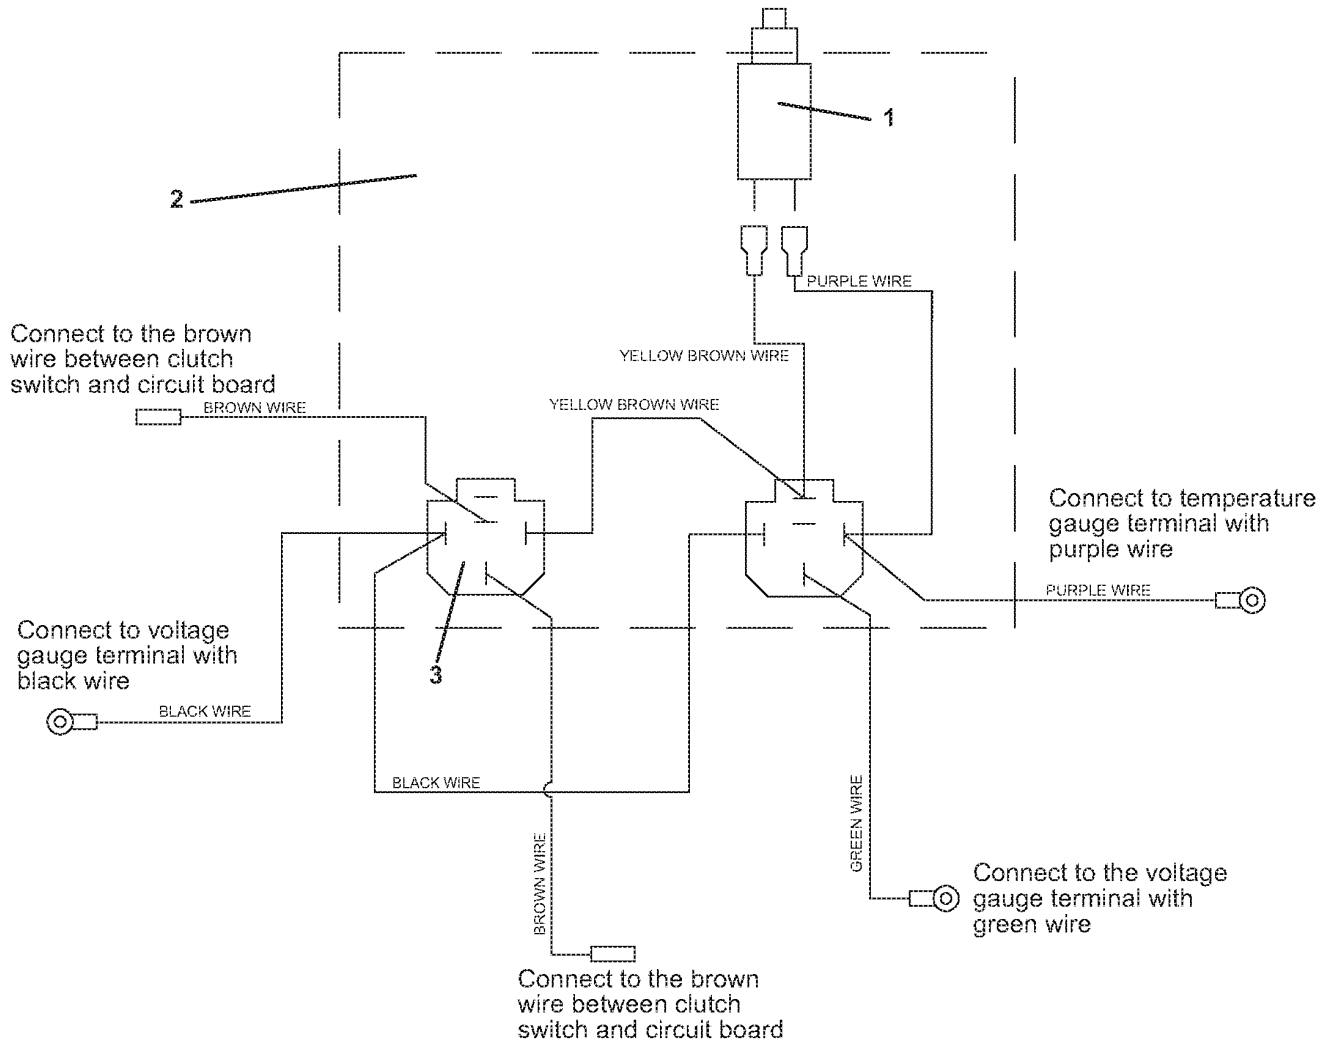 1
2
PURPLE WIRE
Connect to the brown
wire between clutch
switch and circuit board
YELLOW BROWN WIRE
BROWN WIRE
YELLOW BROWN WIRE
Connect to temperature
gauge terminal with
purple wire
PURPLE WIRE
Connect to voltage
gauge terminal with
black wire
3
BLACK WIRE
BLACK WIRE
GREEN WIRE
BROWN WIRE
Connect to the voltage
gauge terminal with
green wire
Connect to the brown
wire between clutch
switch and circuit board